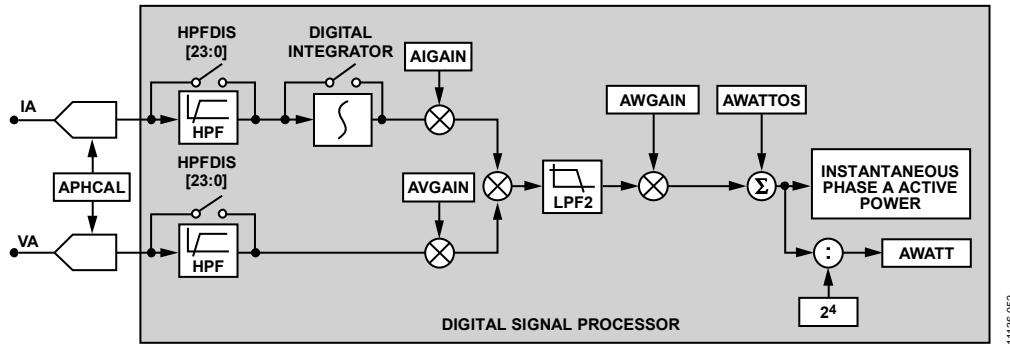 HPFDIS
[23:0]
DIGITAL
INTEGRATOR
AIGAIN
IA
HPF
AWGAIN
AWATTOS
APHCAL
HPFDIS
[23:0]
AVGAIN
LPF2
Σ
INSTANTANEOUS
PHASE A ACTIVE
POWER
VA
HPF
:
AWATT
2⁴
DIGITAL SIGNAL PROCESSOR